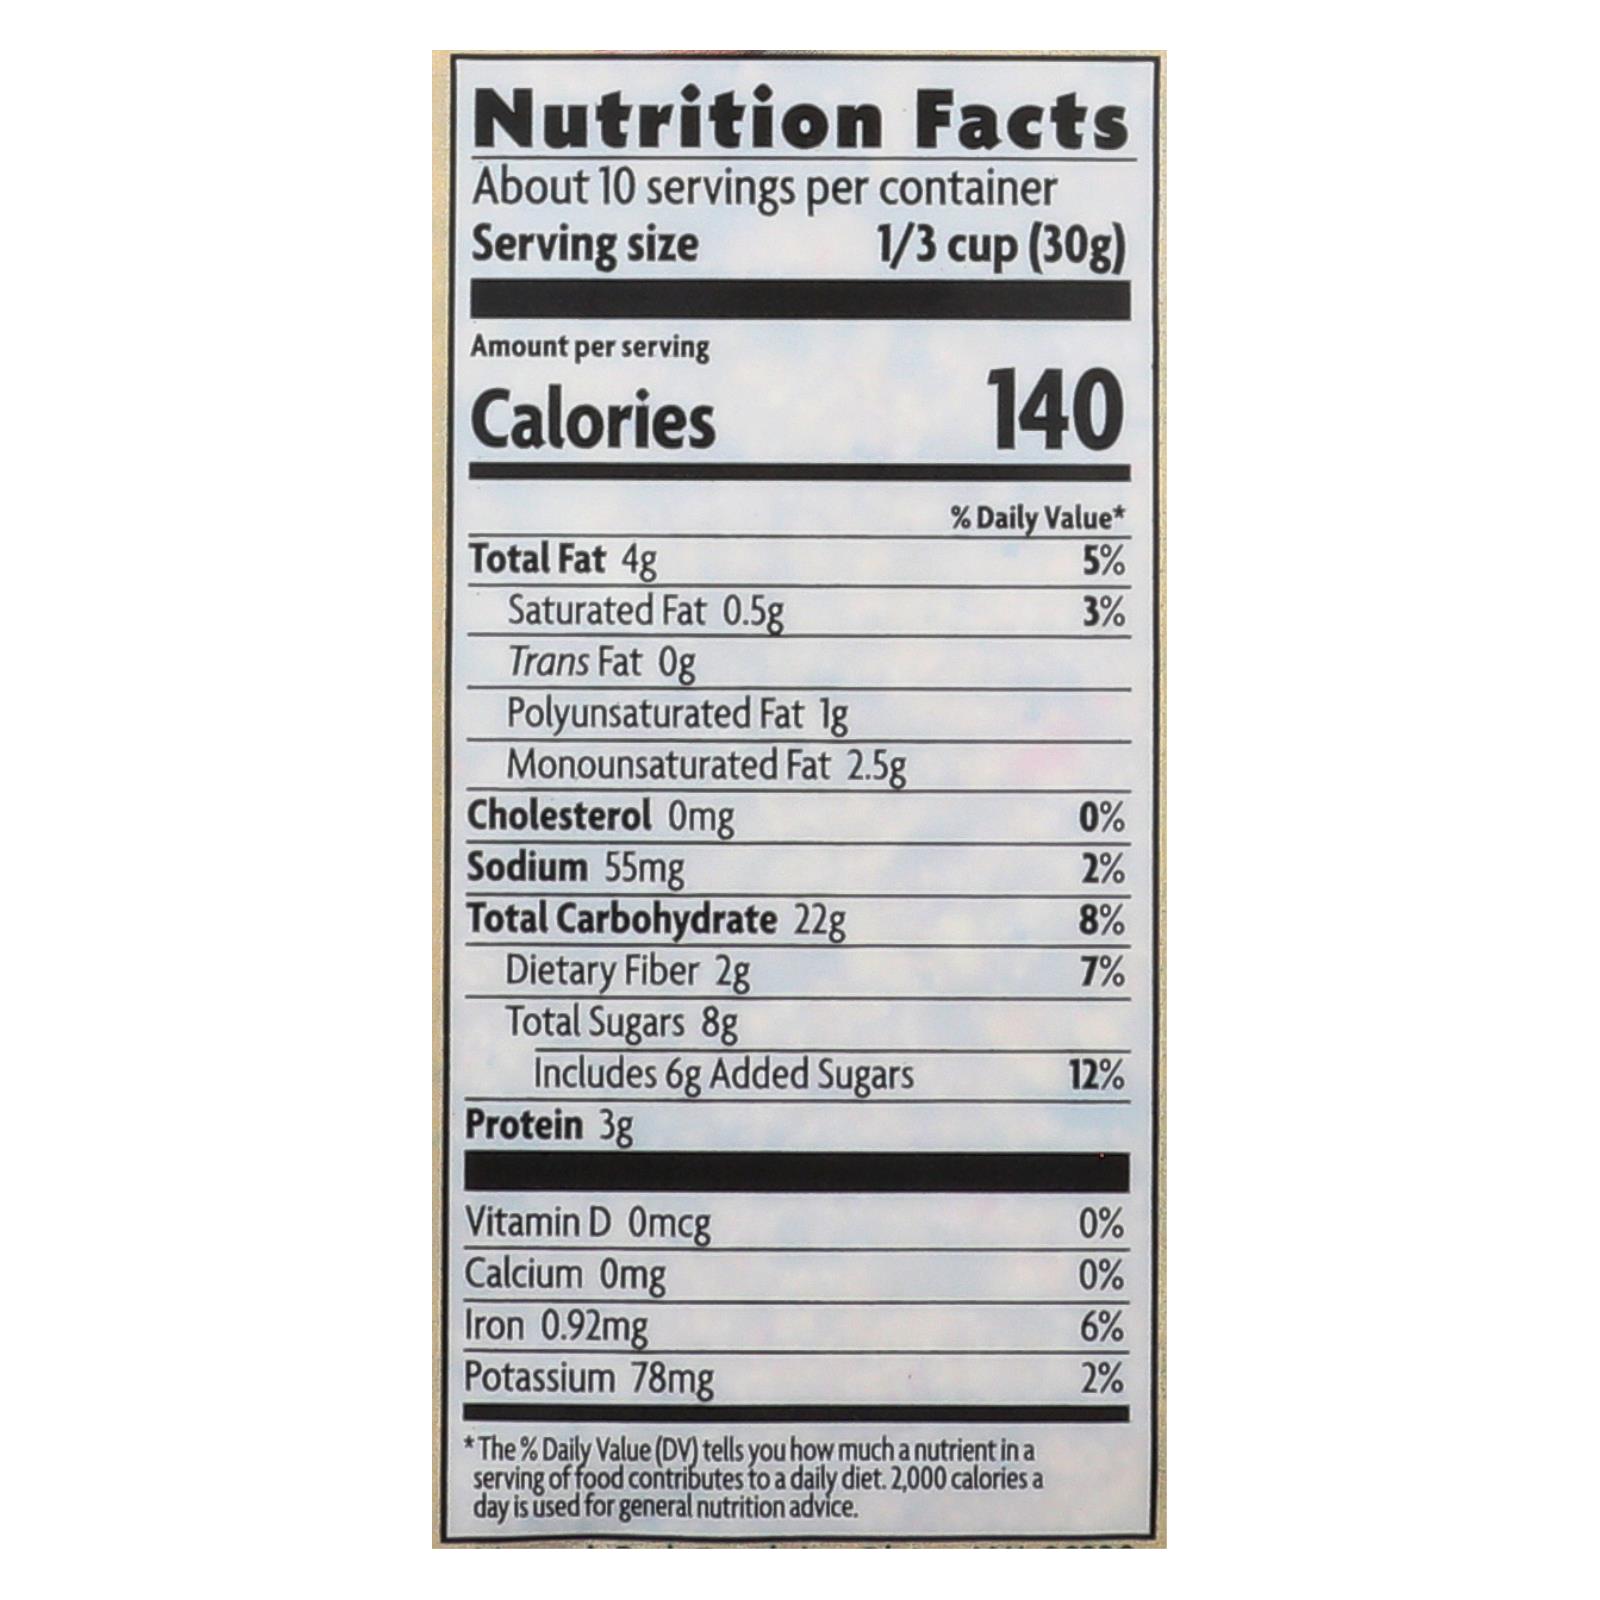 Nutrition Facts
About 10 servings per container
Serving size 1/3 cup (30g)
Amount per serving
Calories 140
% Daily Value*
Total Fat 4g 5%
Saturated Fat 0.5g 3%
Trans Fat 0g
Polyunsaturated Fat 1g
Monounsaturated Fat 2.5g
Cholesterol 0mg 0%
Sodium 55mg 2%
Total Carbohydrate 22g 8%
Dietary Fiber 2g 7%
Total Sugars 8g
Includes 6g Added Sugars 12%
Protein 3g
Vitamin D 0mcg 0%
Calcium 0mg 0%
Iron 0.92mg 6%
Potassium 78mg 2%
* The % Daily Value (DV) tells you how much a nutrient in a
serving of food contributes to a daily diet. 2,000 calories a
day is used for general nutrition advice.